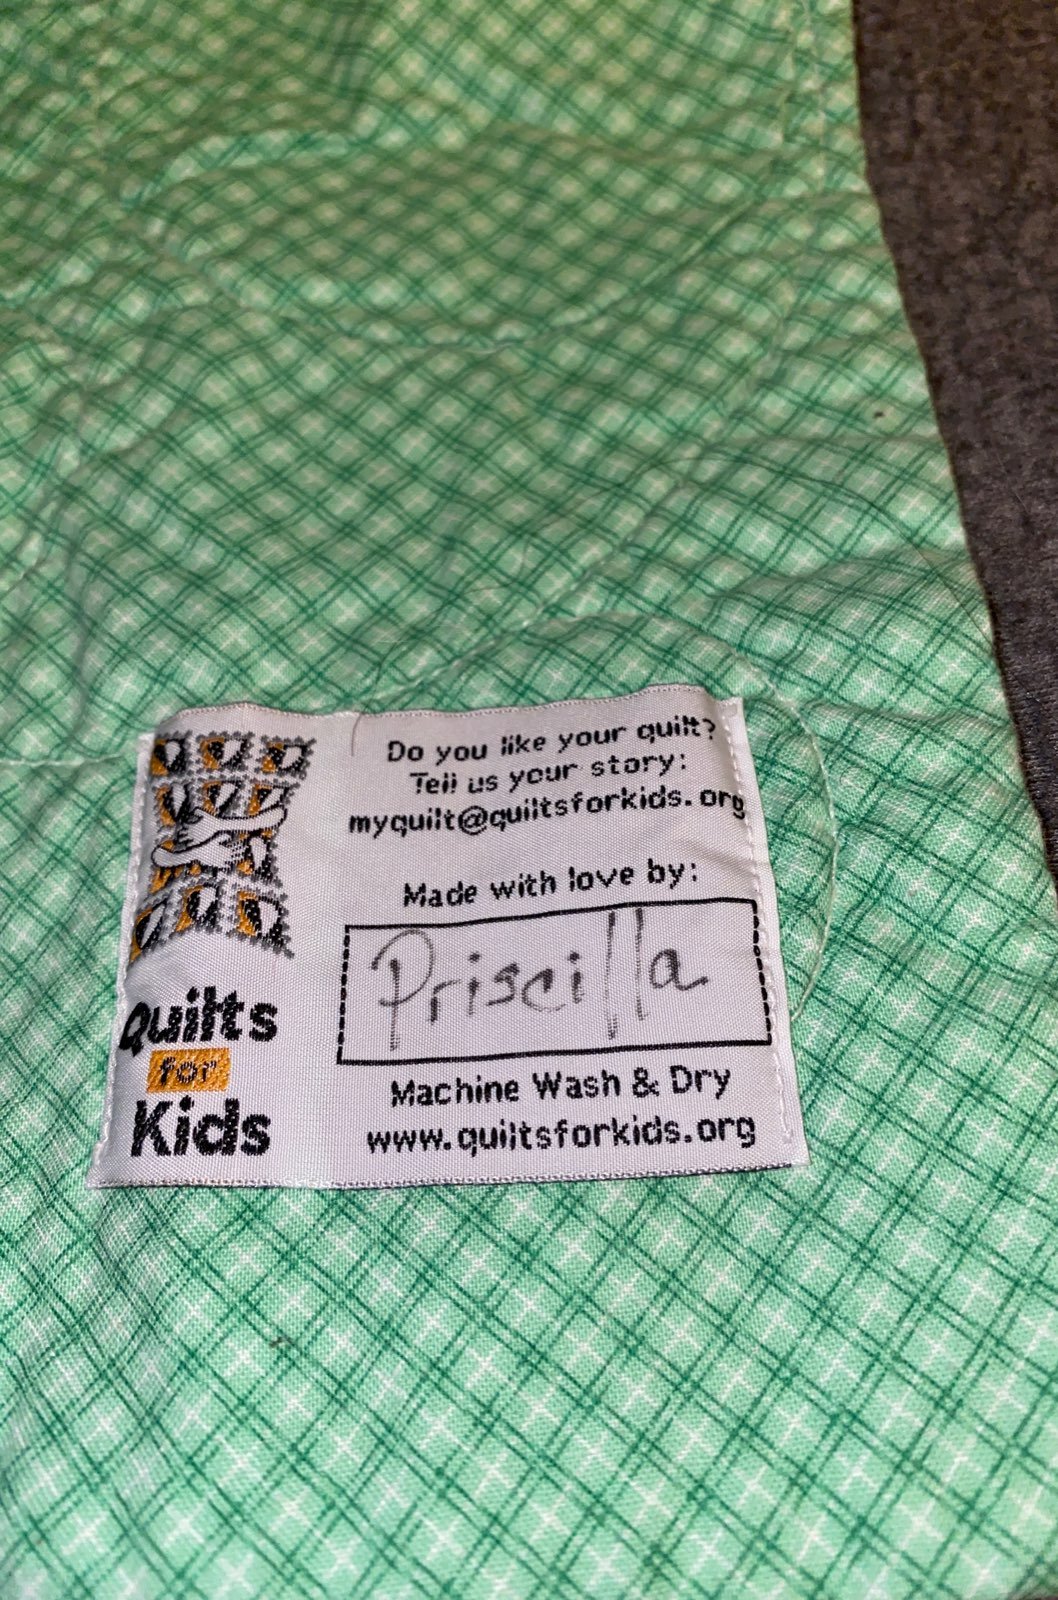 Do you like your quilt?
Tell us your story:
myquilt@quiltsforkids.org
Made with love by:
Priscilla
Machine Wash & Dry
www.quiltsforkids.org
Quilts
for
Kids